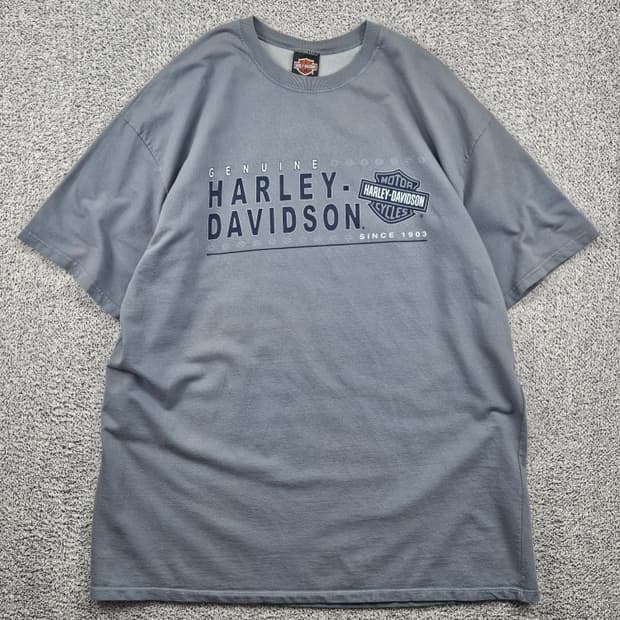 GENUINE
HARLEY-
DAVIDSON
SINCE 1903
MOTOR
HARLEY-DAVIDSON
CYCLES